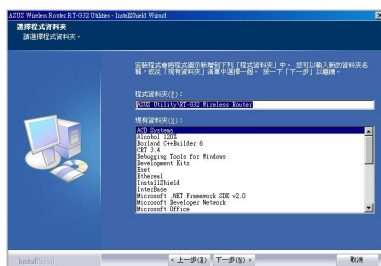 ASUS Wireless Router RT-G32 Utilities - InstallShield Wizard
選擇程式資料夾
請選擇程式資料夾。
安裝程式會將程式圖示新增到下列「程式資料夾」中。 您可以輸入新的資料夾名
稱，或從「現有資料夾」清單中選擇一個。 按一下「下一步」以繼續。
程式資料夾(P)：
ASUS Utility\RT-G32 Wireless Router
現有資料夾(X)：
ACD Systems
Alcohol 120%
Borland C++Builder 6
CRT 3.4
Debugging Tools for Windows
Development Kits
Eset
Ethereal
InstallShield
InterBase
Microsoft .NET Framework SDK v2.0
Microsoft Developer Network
Microsoft Office
InstallShield
< 上一步(B)
下一步(N) >
取消